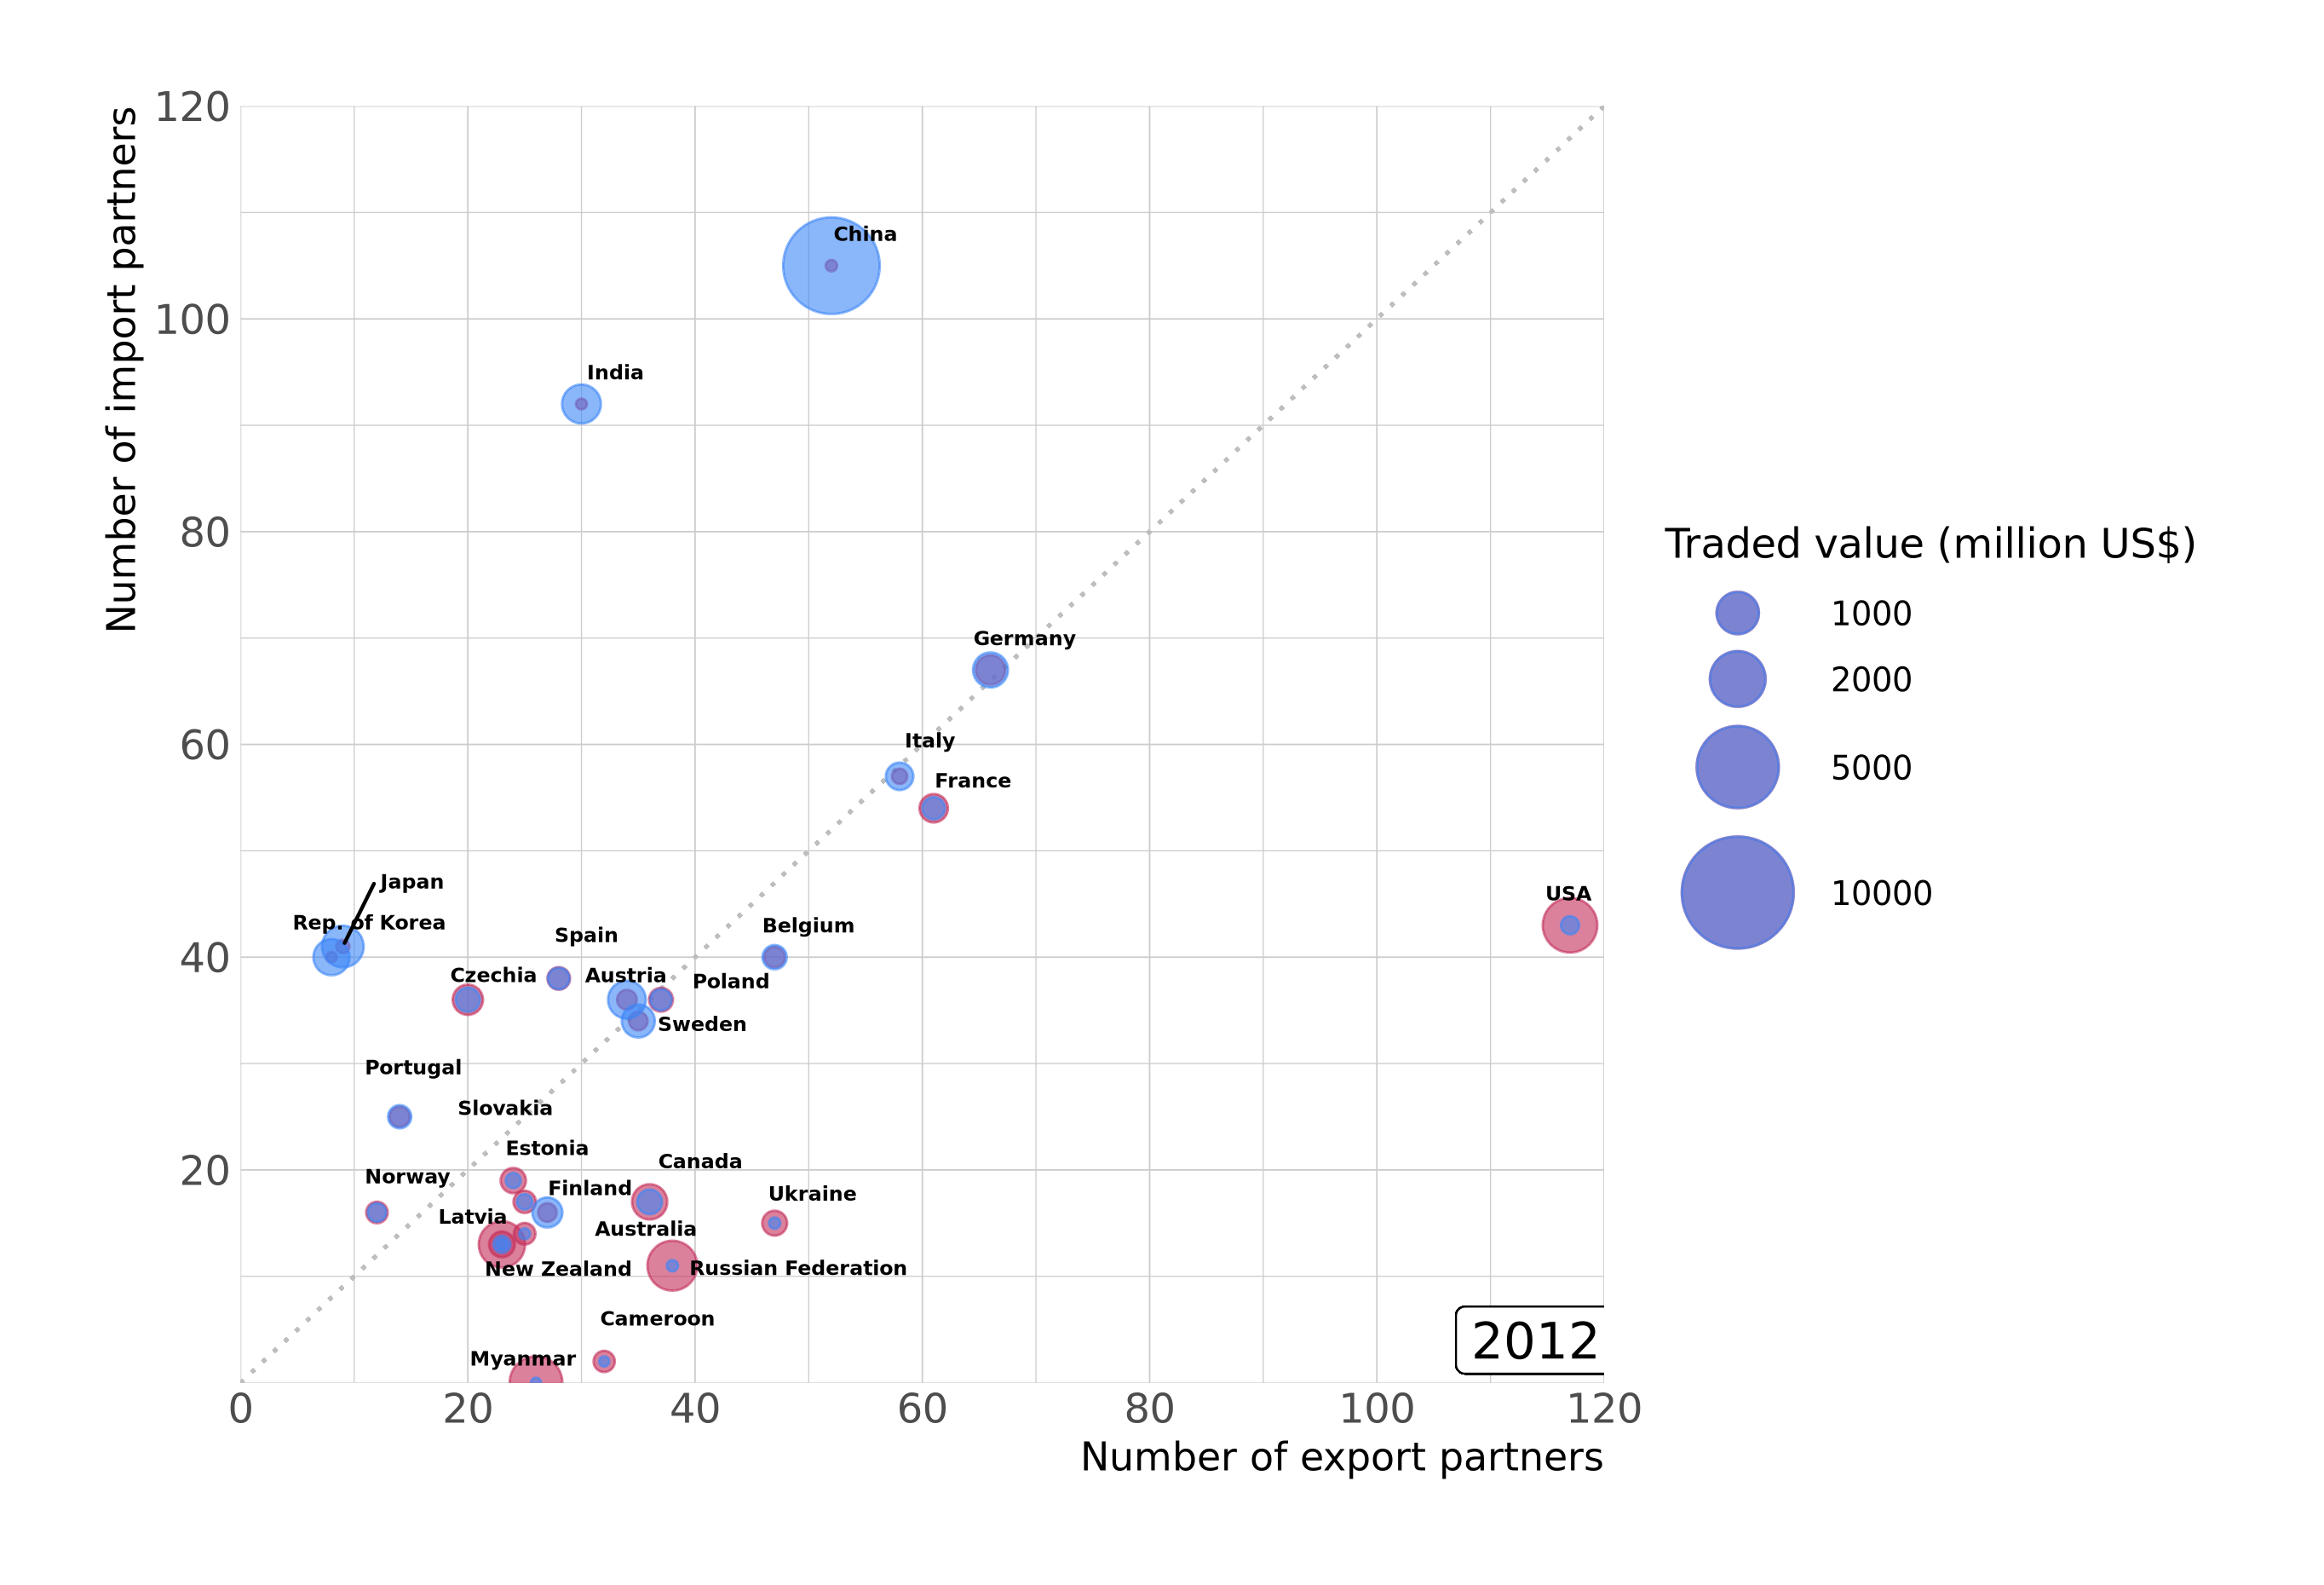 Number of import partners
120
100
80
60
40
20
China
India
Germany
Italy
France
Japan
Rep. of Korea
USA
Spain
Belgium
Czechia
Austria
Poland
Sweden
Portugal
Slovakia
Estonia
Canada
Norway
Finland
Ukraine
Latvia
Australia
New Zealand
Russian Federation
Cameroon
Myanmar
2012
0 20 40 60 80 100 120
Number of export partners
Traded value (million US$)
1000
2000
5000
10000